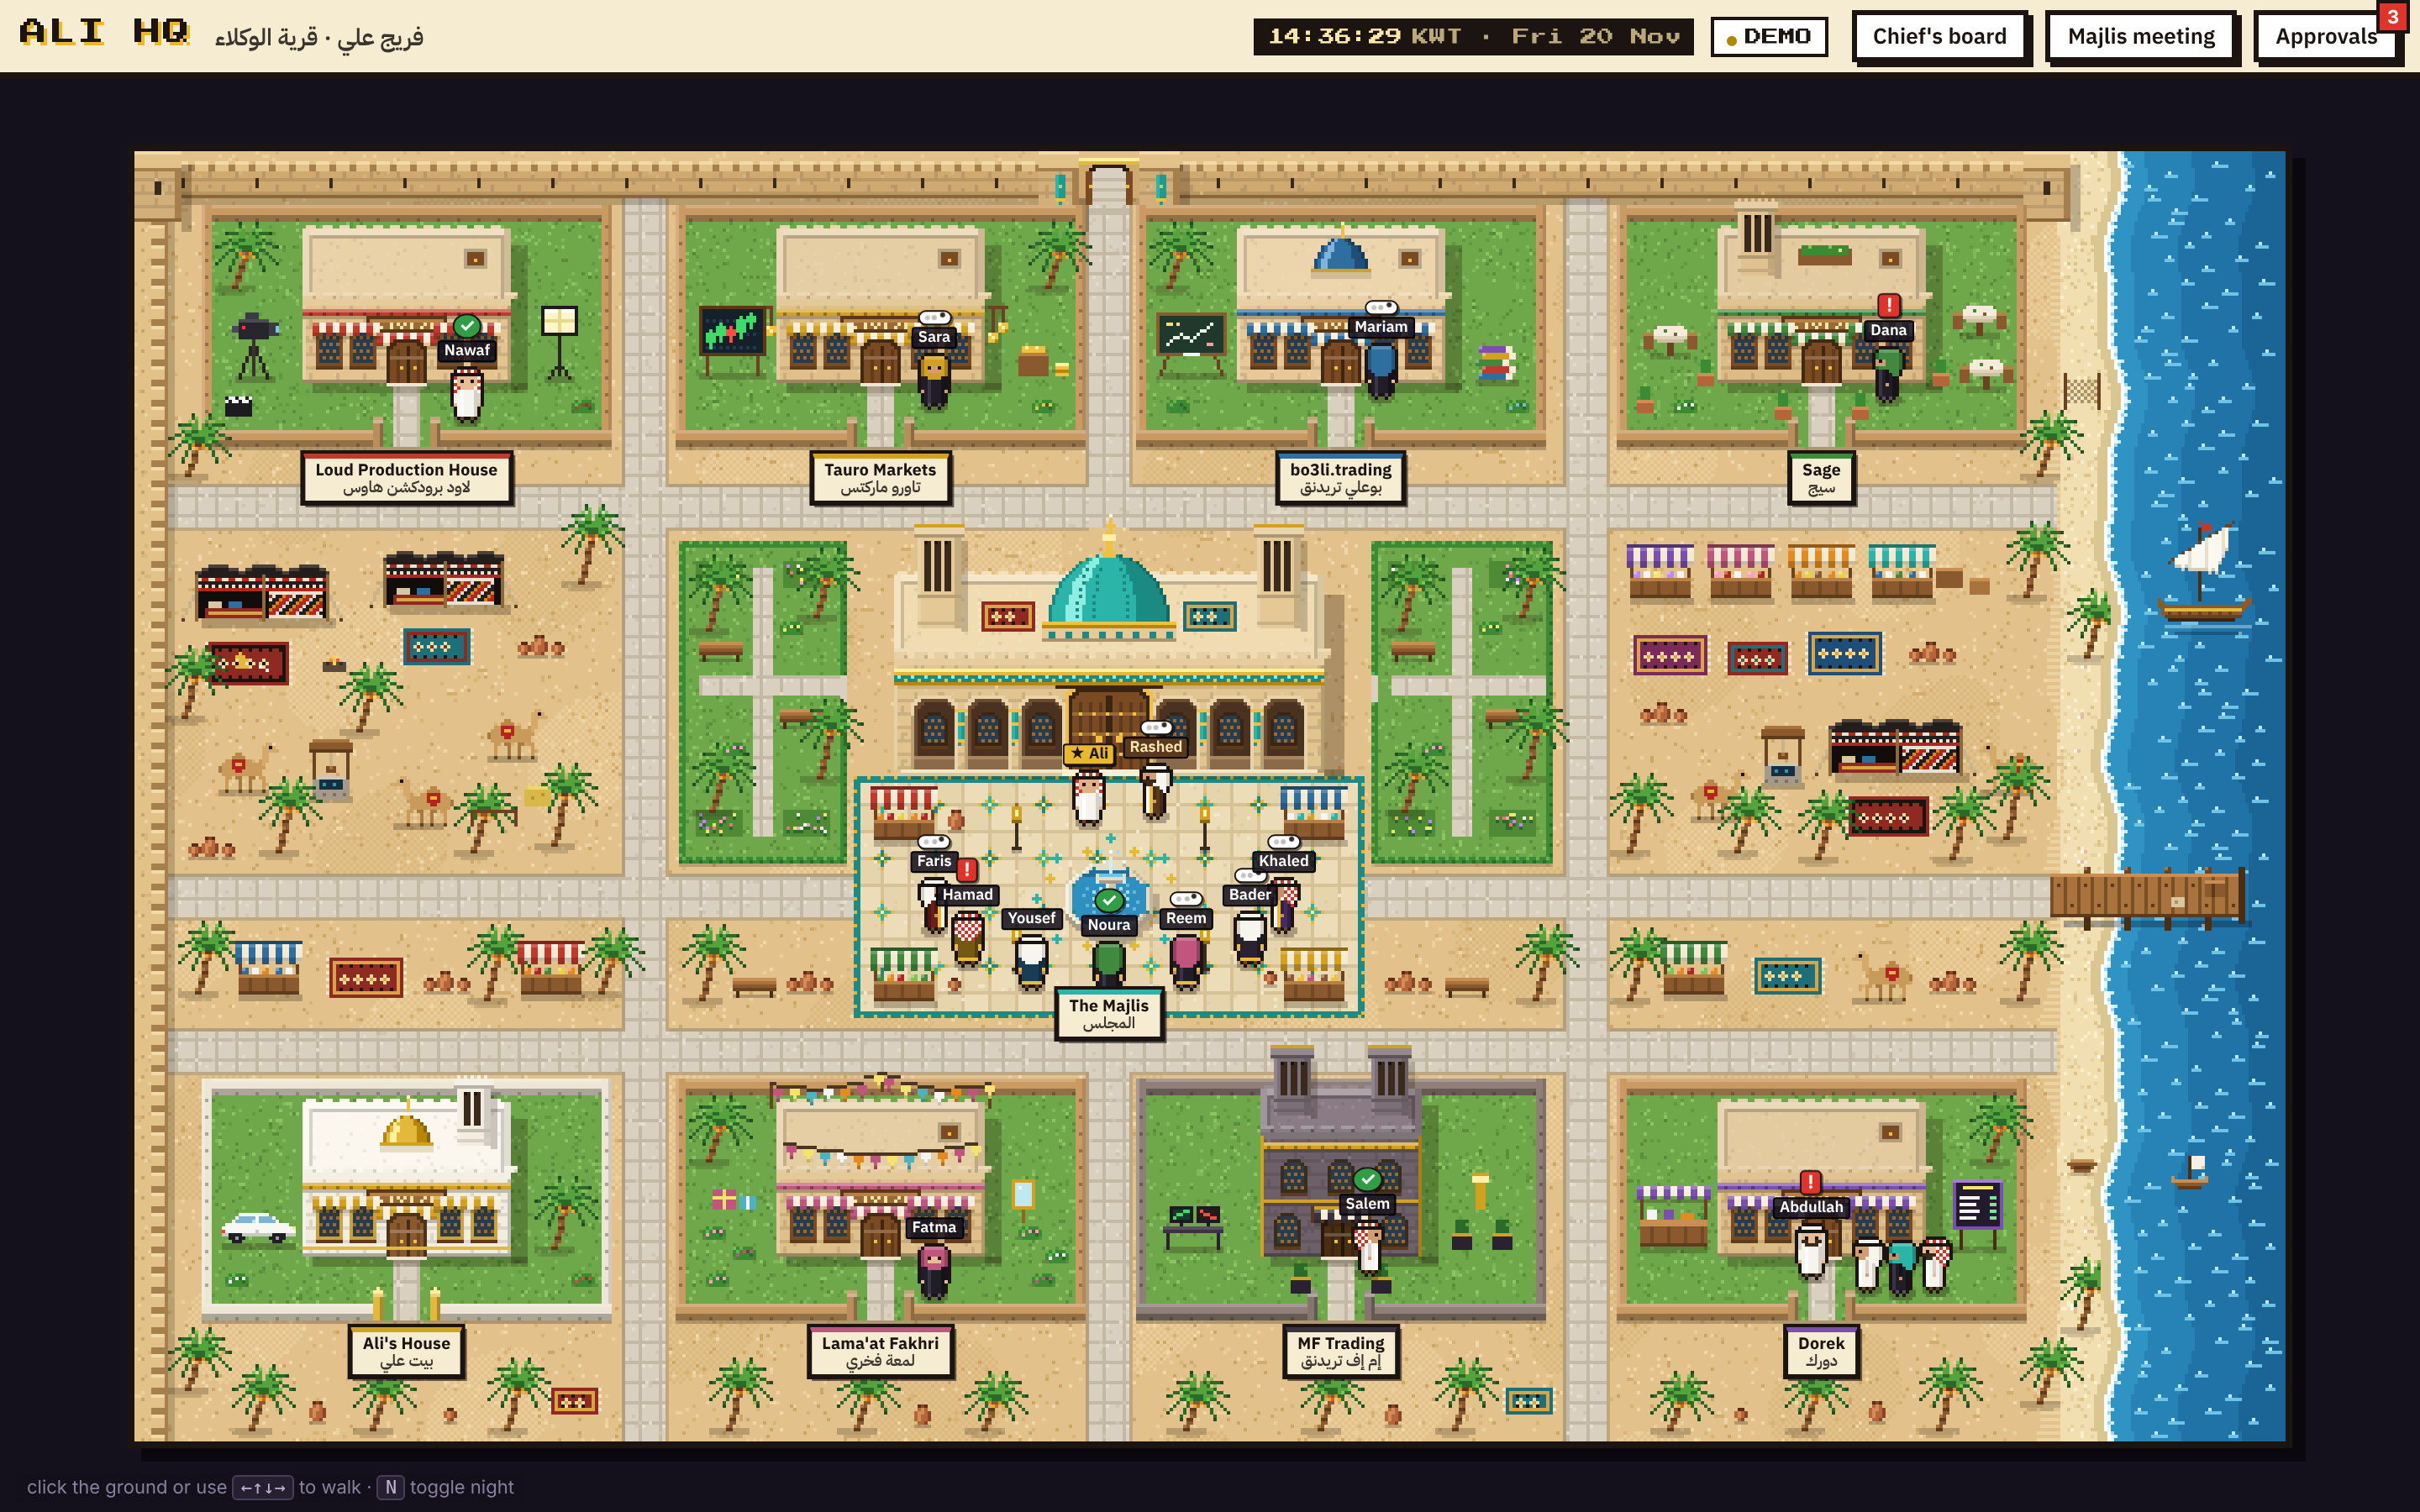 ALI HQ
فريج علي · قرية الوكلاء
14:36:29 KWT · Fri 20 Nov
DEMO
Chief's board
Majlis meeting
Approvals
3
Nawaf
Sara
Mariam
Dana
Loud Production House
لاود برودكشن هاوس
Tauro Markets
تاورو ماركتس
bo3li.trading
بوعلي تريدنق
Sage
سيج
★ Ali
Rashed
Faris
Khaled
Hamad
Bader
Yousef
Noura
Reem
The Majlis
المجلس
Fatma
Salem
Abdullah
Ali's House
بيت علي
Lama'at Fakhri
لمعة فخري
MF Trading
إم إف تريدنق
Dorek
دورك
click the ground or use ←↑↓→ to walk · N toggle night